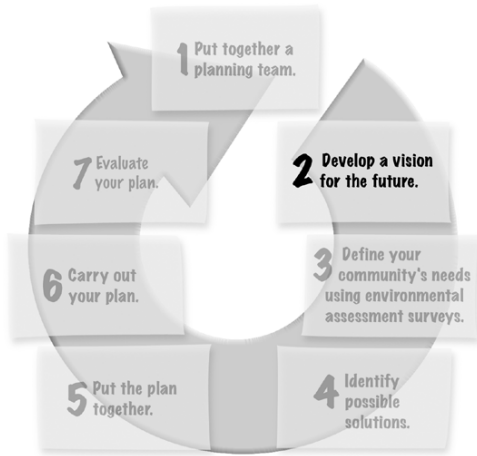 1 Put together a
planning team.
2 Develop a vision
for the future.
3 Define your
community's needs
using environmental
assessment surveys.
4 Identify
possible
solutions.
5 Put the plan
together.
6 Carry out
your plan.
7 Evaluate
your plan.